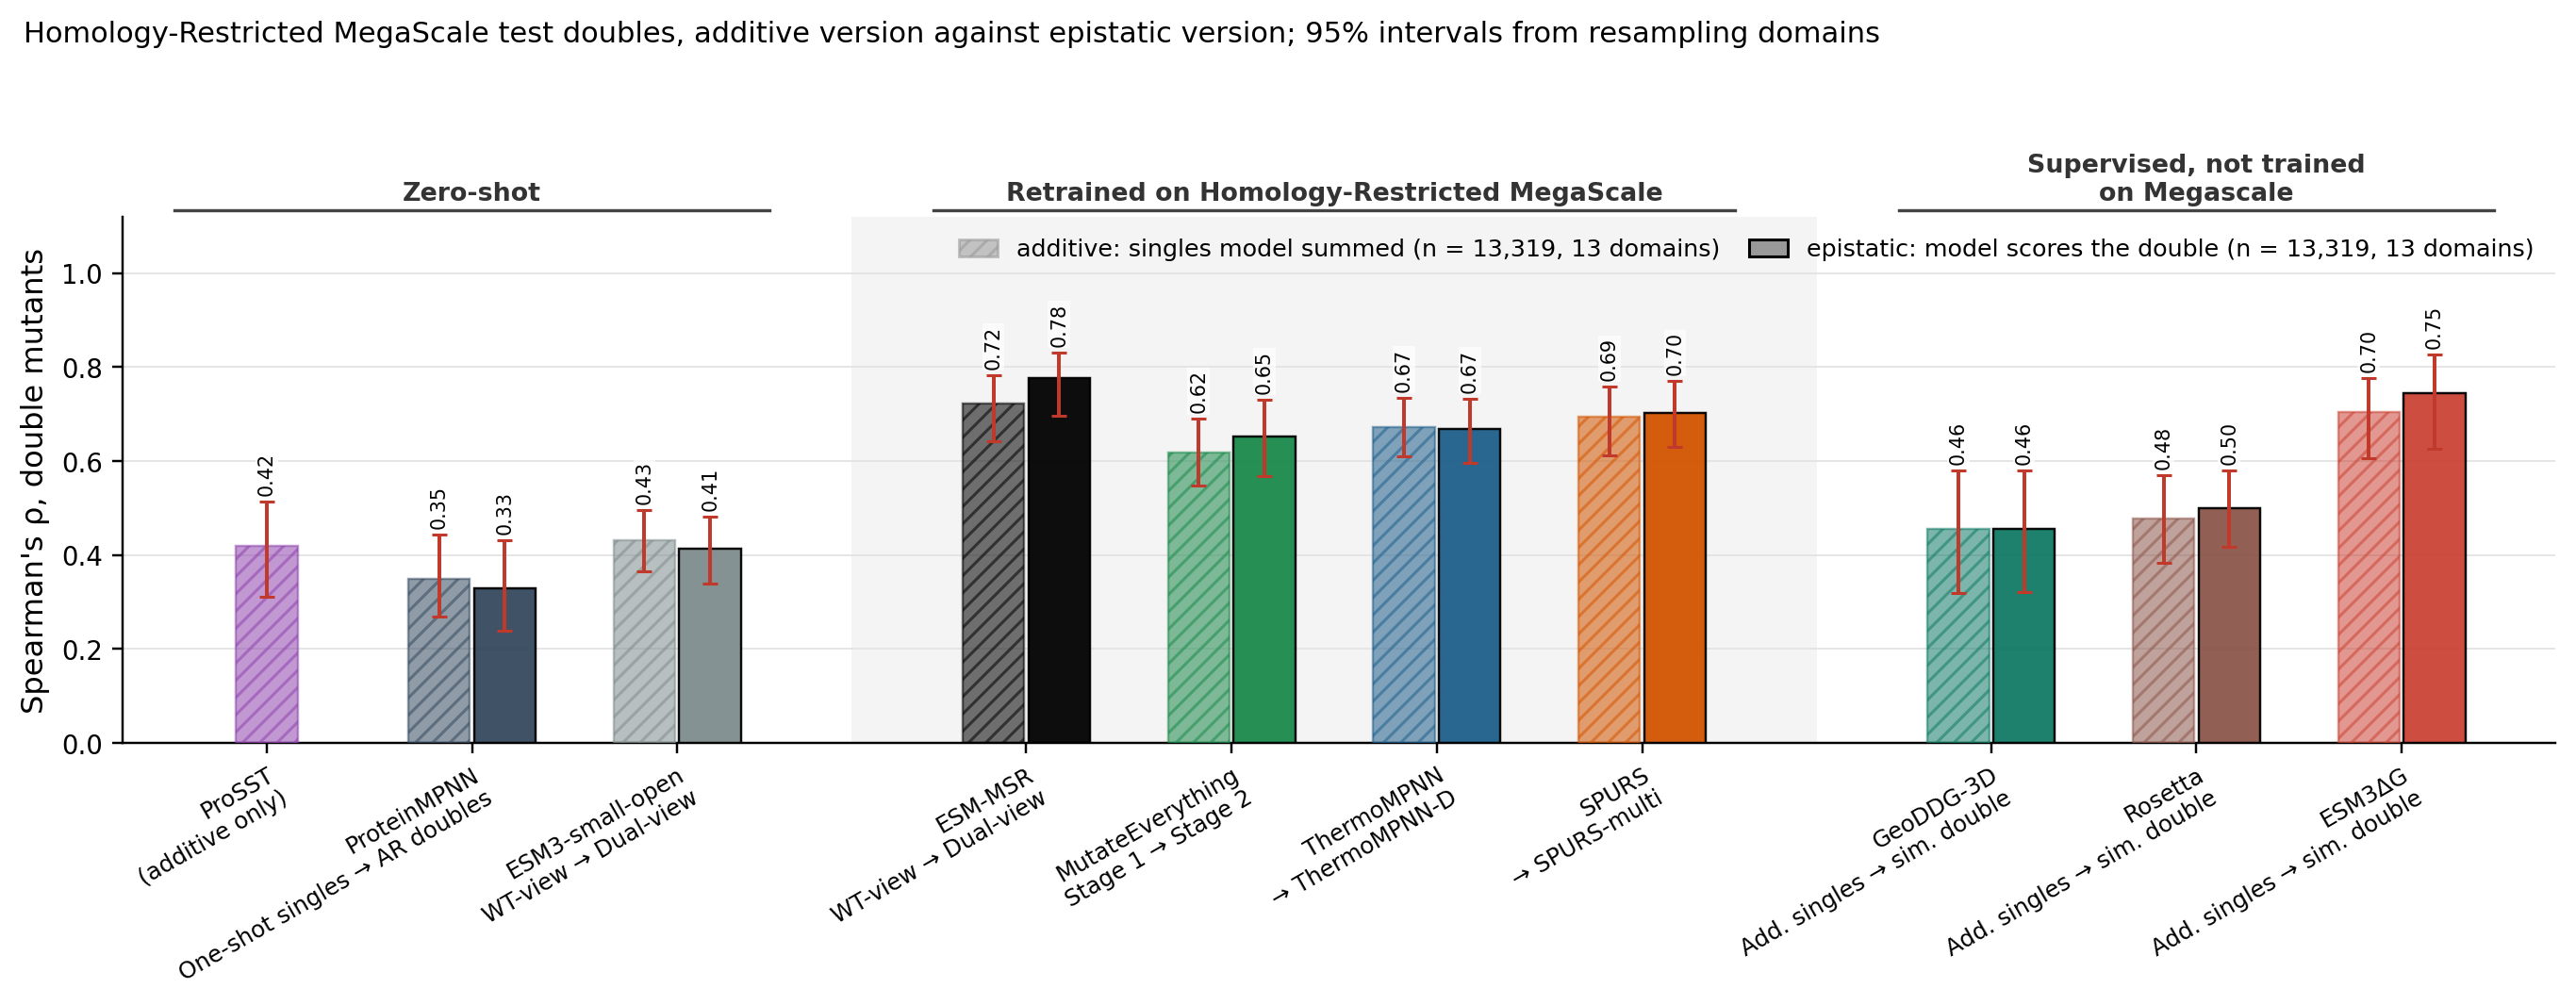 Homology-Restricted MegaScale test doubles, additive version against epistatic version; 95% intervals from resampling domains
Zero-shot
Retrained on Homology-Restricted MegaScale
Supervised, not trained
on Megascale
additive: singles model summed (n = 13,319, 13 domains)
epistatic: model scores the double (n = 13,319, 13 domains)
Spearman's ρ, double mutants
1.0
0.8
0.6
0.4
0.2
0.0
0.42
0.35
0.33
0.43
0.41
0.72
0.78
0.62
0.65
0.67
0.67
0.69
0.70
0.46
0.46
0.48
0.50
0.70
0.75
ProSST
(additive only)
ProteinMPNN
One-shot singles → AR doubles
ESM3-small-open
WT-view → Dual-view
ESM-MSR
WT-view → Dual-view
MutateEverything
Stage 1 → Stage 2
ThermoMPNN
→ ThermoMPNN-D
SPURS
→ SPURS-multi
GeoDDG-3D
Add. singles → sim. double
Rosetta
Add. singles → sim. double
ESM3ΔG
Add. singles → sim. double